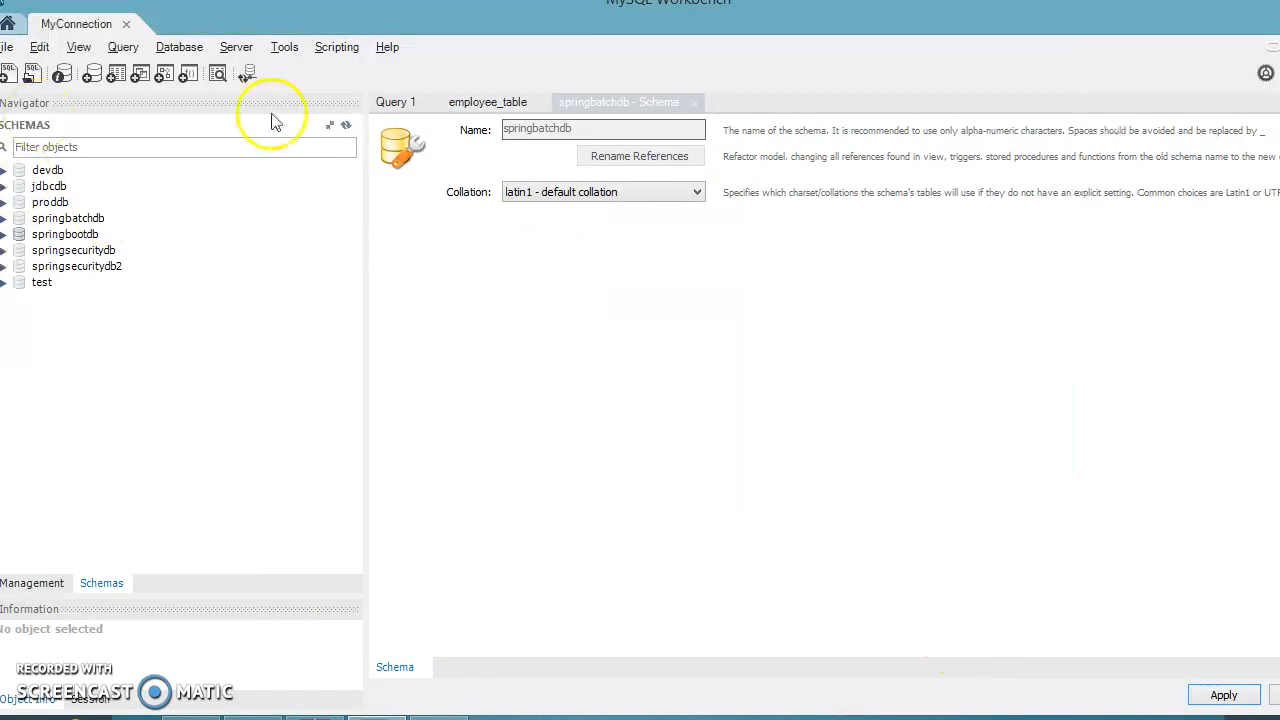 MySQL Workbench
MyConnection
ile Edit View Query Database Server Tools Scripting Help
SQL SQL
Navigator
SCHEMAS
Filter objects
devdb
jdbcdb
proddb
springbatchdb
springbootdb
springsecuritydb
springsecuritydb2
test
Management Schemas
Information
No object selected
Object Info Session
RECORDED WITH
SCREENCAST MATIC
Query 1 employee_table springbatchdb - Schema
Name: springbatchdb The name of the schema. It is recommended to use only alpha-numeric characters. Spaces should be avoided and be replaced by _
Rename References Refactor model, changing all references found in view, triggers, stored procedures and functions from the old schema name to the new
Collation: latin1 - default collation Specifies which charset/collations the schema's tables will use if they do not have an explicit setting. Common choices are Latin1 or UT
Schema
Apply